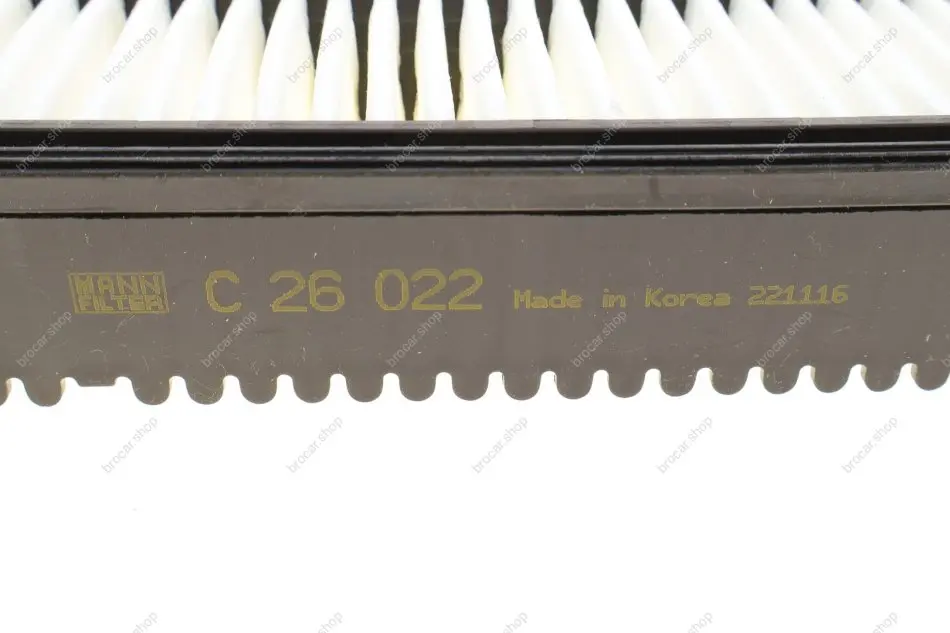 MANN
FILTER
C 26 022 Made in Korea 221116
brocar.shop